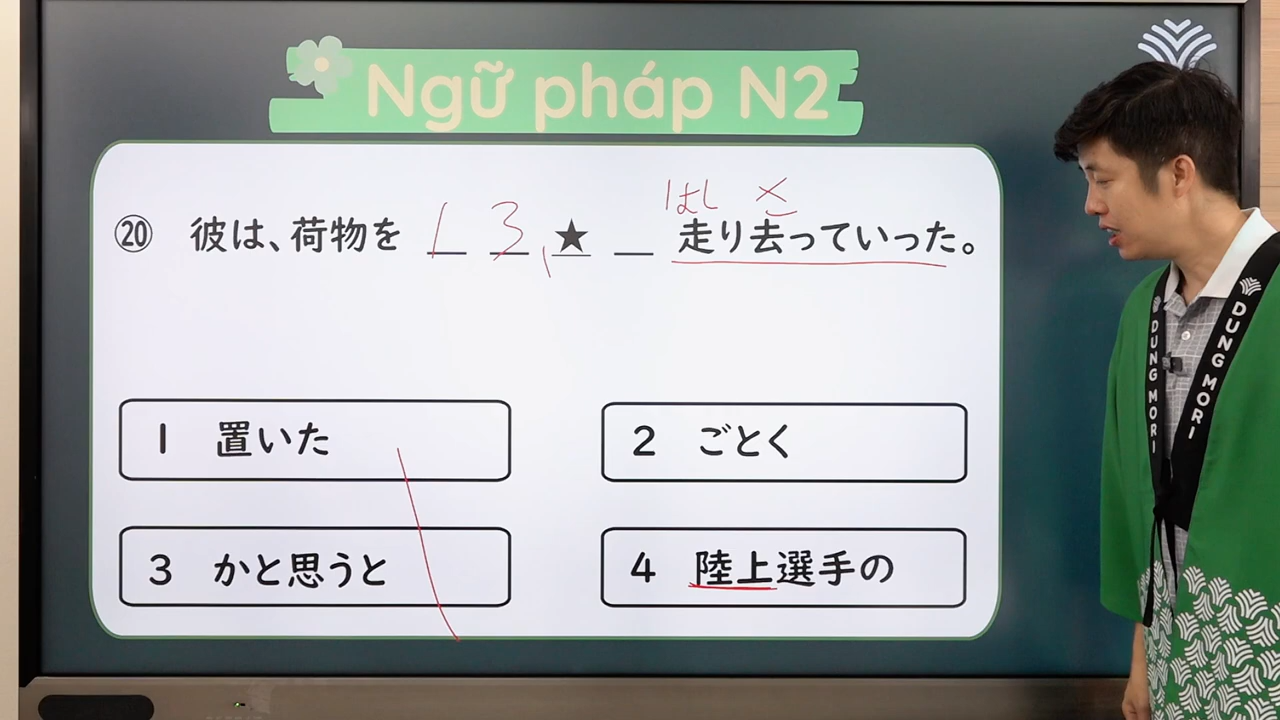 Ngữ pháp N2
はし さ
⑳ 彼は、荷物を 1 3 ★ __ 走り去っていった。
1 置いた
2 ごとく
3 かと思うと
4 陸上選手の
DUNG MORI
DUNG MORI